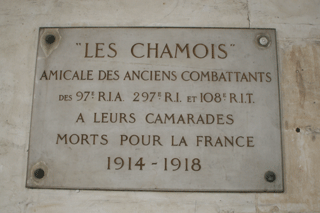 "LES CHAMOIS"
AMICALE DES ANCIENS COMBATTANTS
DES 97E R.I.A. 297E R.I. ET 108E R.I.T.
A LEURS CAMARADES
MORTS POUR LA FRANCE
1914-1918